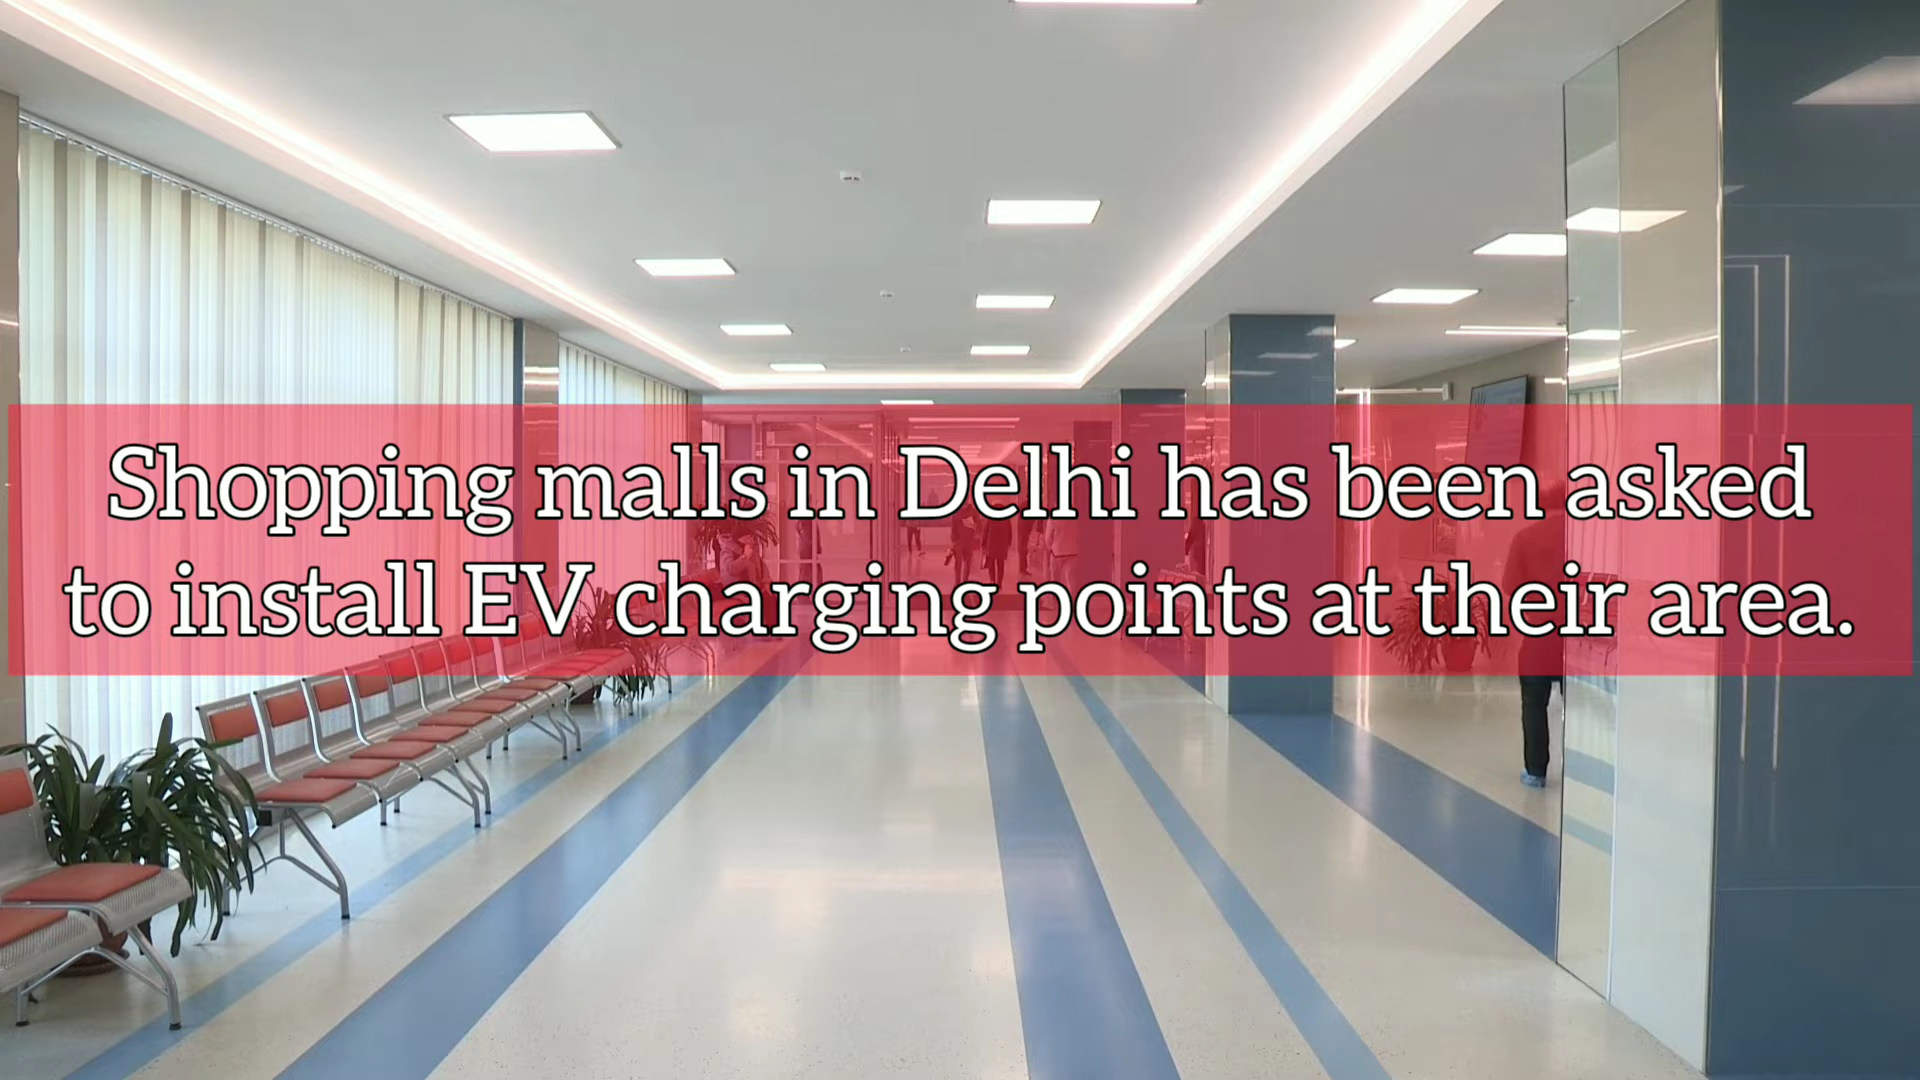 Shopping malls in Delhi has been asked
to install EV charging points at their area.